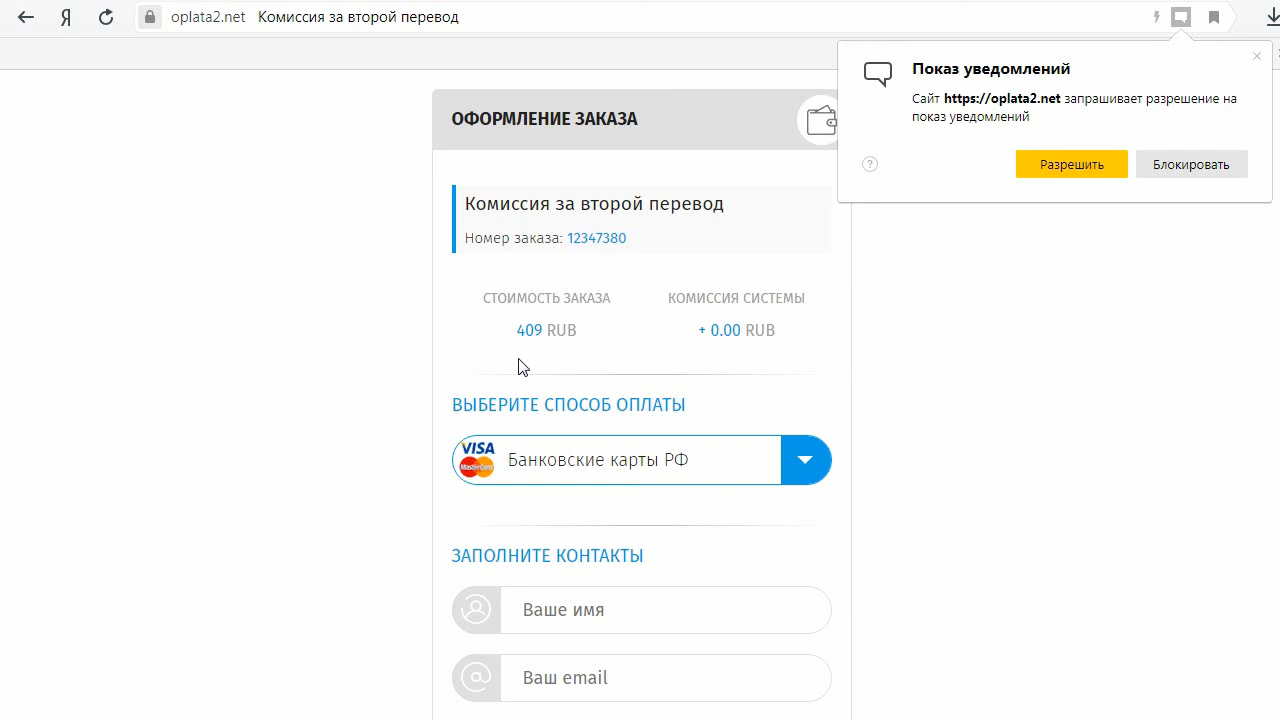 oplata2.net Комиссия за второй перевод
Показ уведомлений
Сайт https://oplata2.net запрашивает разрешение на
показ уведомлений
?
Разрешить Блокировать
ОФОРМЛЕНИЕ ЗАКАЗА
Комиссия за второй перевод
Номер заказа: 12347380
СТОИМОСТЬ ЗАКАЗА КОМИССИЯ СИСТЕМЫ
409 RUB + 0.00 RUB
ВЫБЕРИТЕ СПОСОБ ОПЛАТЫ
VISA
MasterCard
Банковские карты РФ
ЗАПОЛНИТЕ КОНТАКТЫ
Ваше имя
@ Ваш email